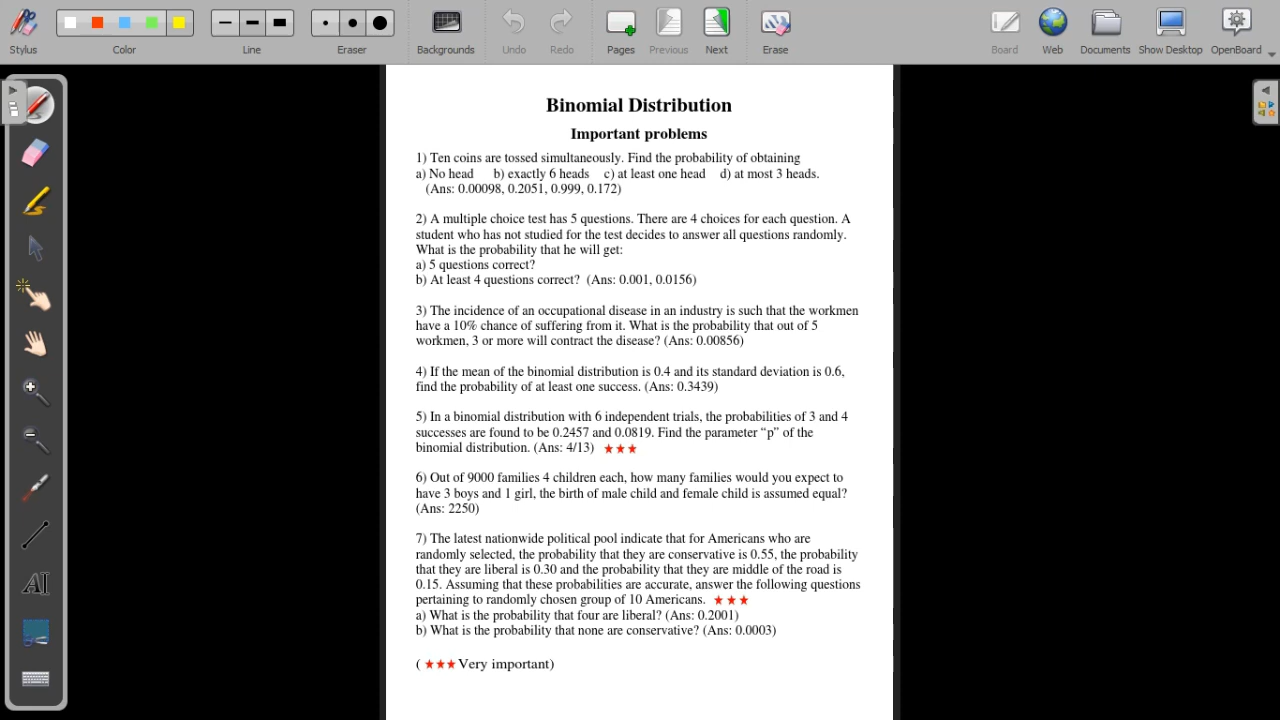 Stylus Color Line Eraser Backgrounds Undo Redo Pages Previous Next Erase Board Web Documents Show Desktop OpenBoard
Binomial Distribution
Important problems
1) Ten coins are tossed simultaneously. Find the probability of obtaining
a) No head b) exactly 6 heads c) at least one head d) at most 3 heads.
(Ans: 0.00098, 0.2051, 0.999, 0.172)
2) A multiple choice test has 5 questions. There are 4 choices for each question. A
student who has not studied for the test decides to answer all questions randomly.
What is the probability that he will get:
a) 5 questions correct?
b) At least 4 questions correct? (Ans: 0.001, 0.0156)
3) The incidence of an occupational disease in an industry is such that the workmen
have a 10% chance of suffering from it. What is the probability that out of 5
workmen, 3 or more will contract the disease? (Ans: 0.00856)
4) If the mean of the binomial distribution is 0.4 and its standard deviation is 0.6,
find the probability of at least one success. (Ans: 0.3439)
5) In a binomial distribution with 6 independent trials, the probabilities of 3 and 4
successes are found to be 0.2457 and 0.0819. Find the parameter “p” of the
binomial distribution. (Ans: 4/13) ★★★
6) Out of 9000 families 4 children each, how many families would you expect to
have 3 boys and 1 girl, the birth of male child and female child is assumed equal?
(Ans: 2250)
7) The latest nationwide political pool indicate that for Americans who are
randomly selected, the probability that they are conservative is 0.55, the probability
that they are liberal is 0.30 and the probability that they are middle of the road is
0.15. Assuming that these probabilities are accurate, answer the following questions
pertaining to randomly chosen group of 10 Americans. ★★★
a) What is the probability that four are liberal? (Ans: 0.2001)
b) What is the probability that none are conservative? (Ans: 0.0003)
( ★★★Very important)
AI